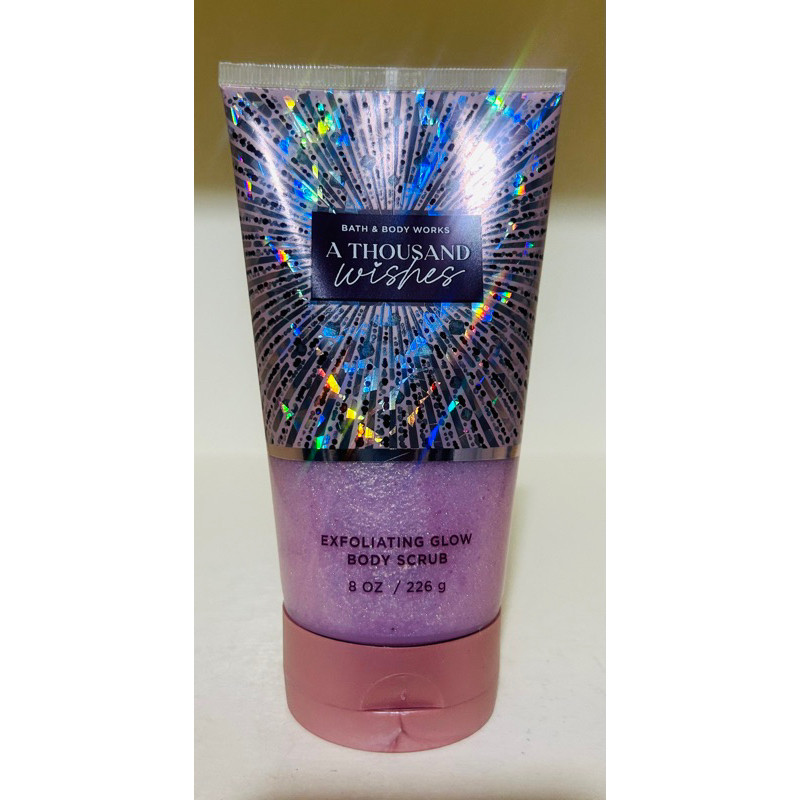 BATH & BODY WORKS
A THOUSAND
wishes
EXFOLIATING GLOW
BODY SCRUB
8 OZ / 226 g